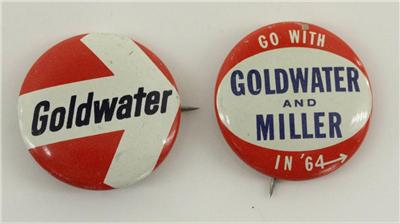 Goldwater
GO WITH
GOLDWATER
AND
MILLER
IN '64